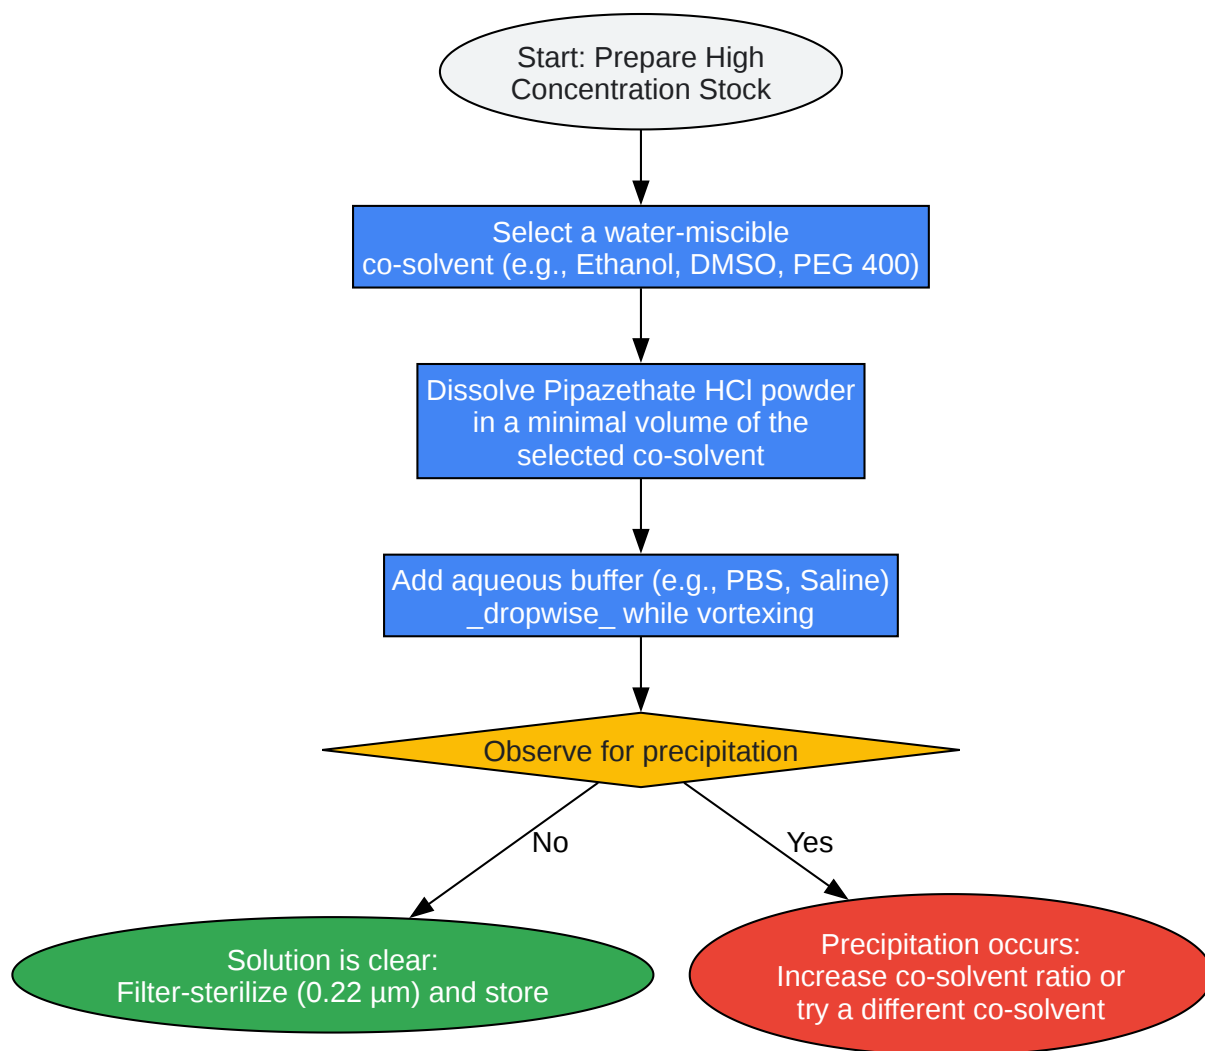 Start: Prepare High
Concentration Stock
Select a water-miscible
co-solvent (e.g., Ethanol, DMSO, PEG 400)
Dissolve Pipazethate HCl powder
in a minimal volume of the
selected co-solvent
Add aqueous buffer (e.g., PBS, Saline)
_dropwise_ while vortexing
Observe for precipitation
No
Yes
Solution is clear:
Filter-sterilize (0.22 µm) and store
Precipitation occurs:
Increase co-solvent ratio or
try a different co-solvent